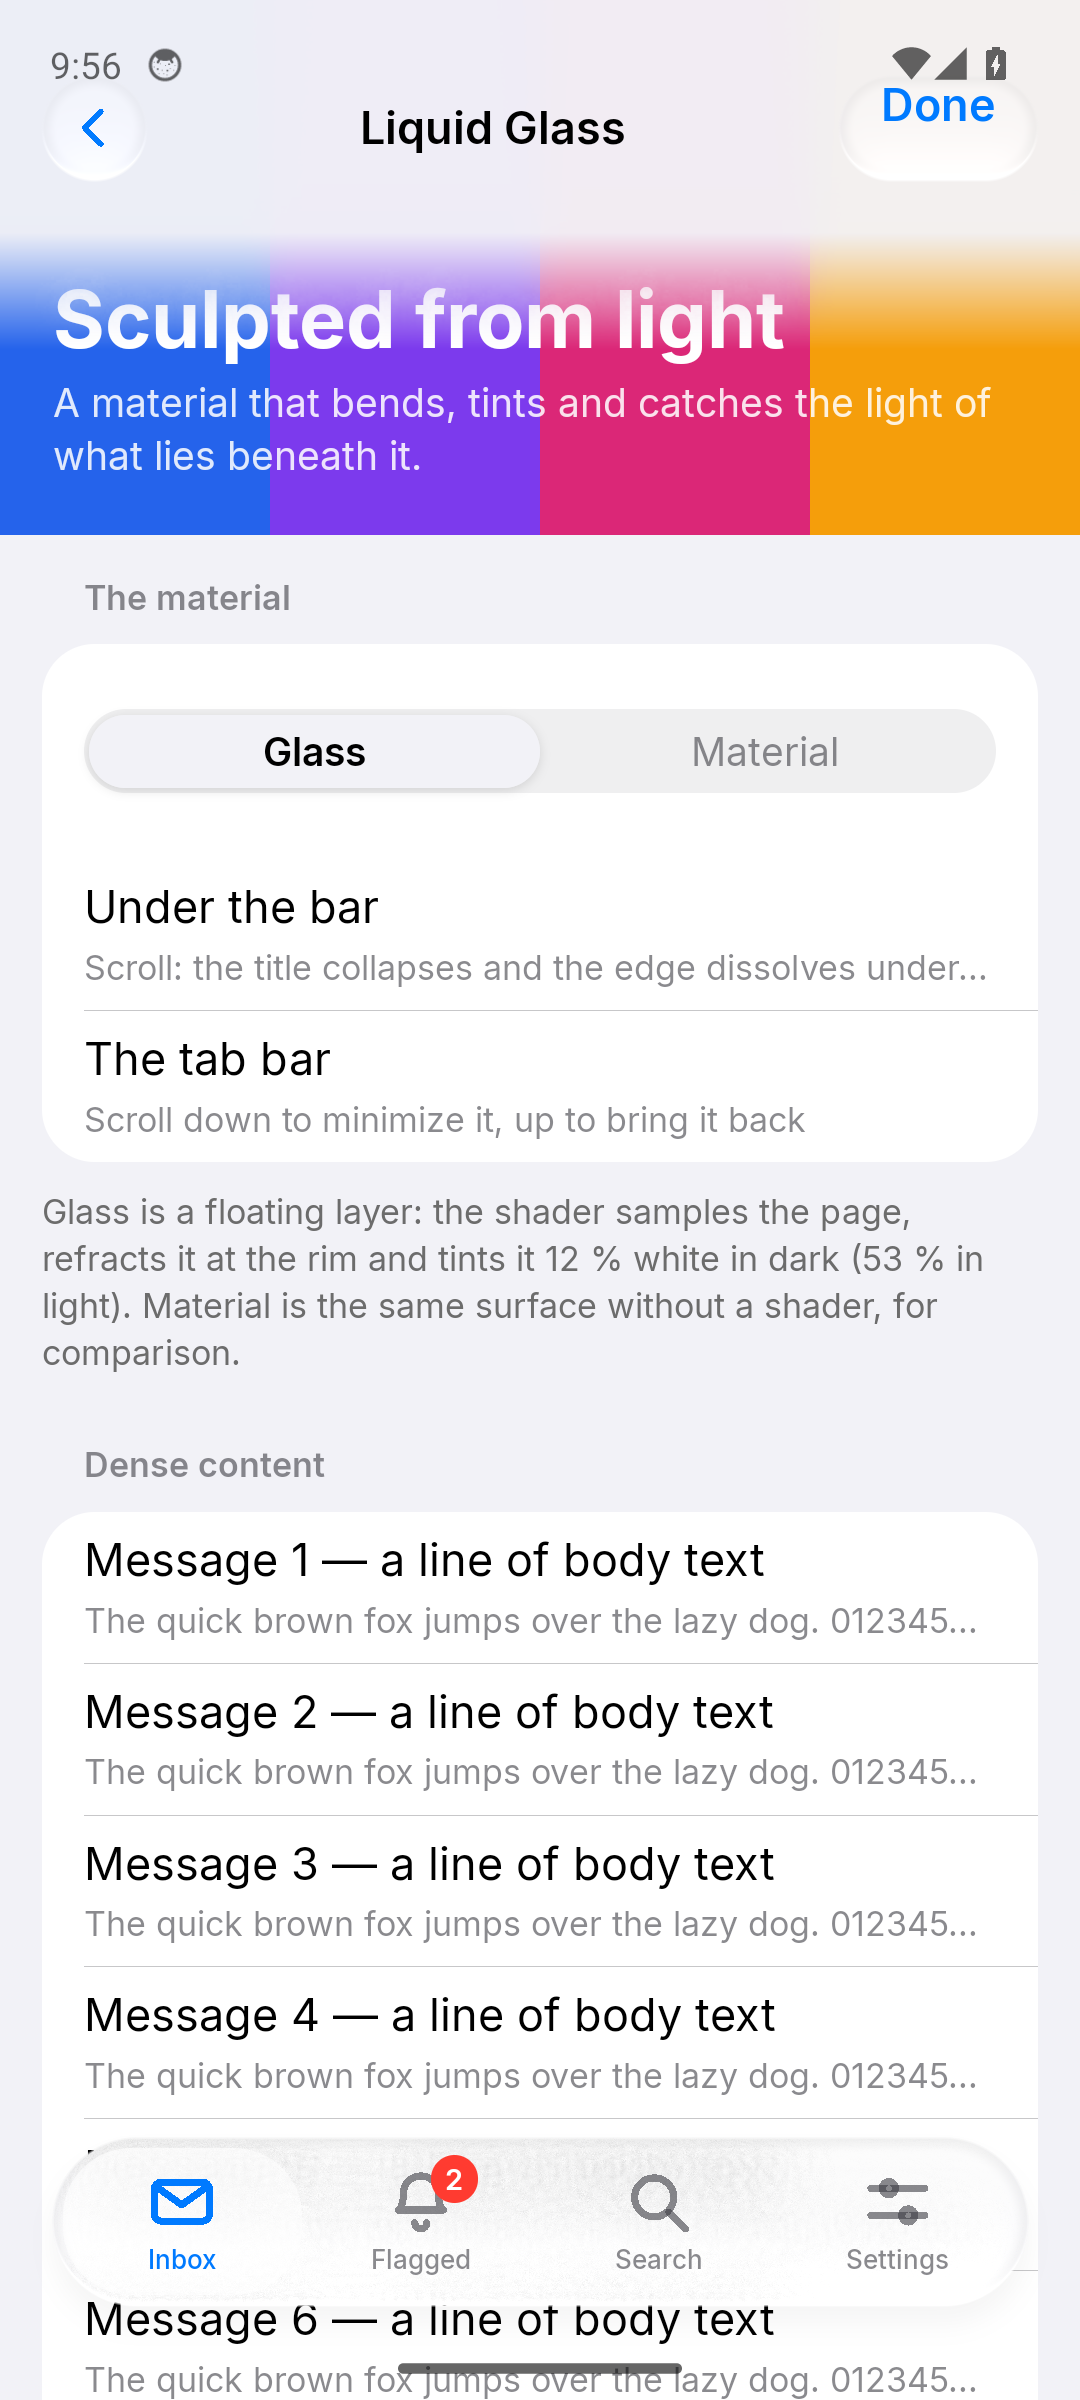 9:56
Liquid Glass
Done
Sculpted from light
A material that bends, tints and catches the light of
what lies beneath it.
The material
Glass
Material
Under the bar
Scroll: the title collapses and the edge dissolves under...
The tab bar
Scroll down to minimize it, up to bring it back
Glass is a floating layer: the shader samples the page,
refracts it at the rim and tints it 12 % white in dark (53 % in
light). Material is the same surface without a shader, for
comparison.
Dense content
Message 1 — a line of body text
The quick brown fox jumps over the lazy dog. 012345...
Message 2 — a line of body text
The quick brown fox jumps over the lazy dog. 012345...
Message 3 — a line of body text
The quick brown fox jumps over the lazy dog. 012345...
Message 4 — a line of body text
The quick brown fox jumps over the lazy dog. 012345...
2
Inbox
Flagged
Search
Settings
Message 6 — a line of body text
The quick brown fox jumps over the lazy dog. 012345...